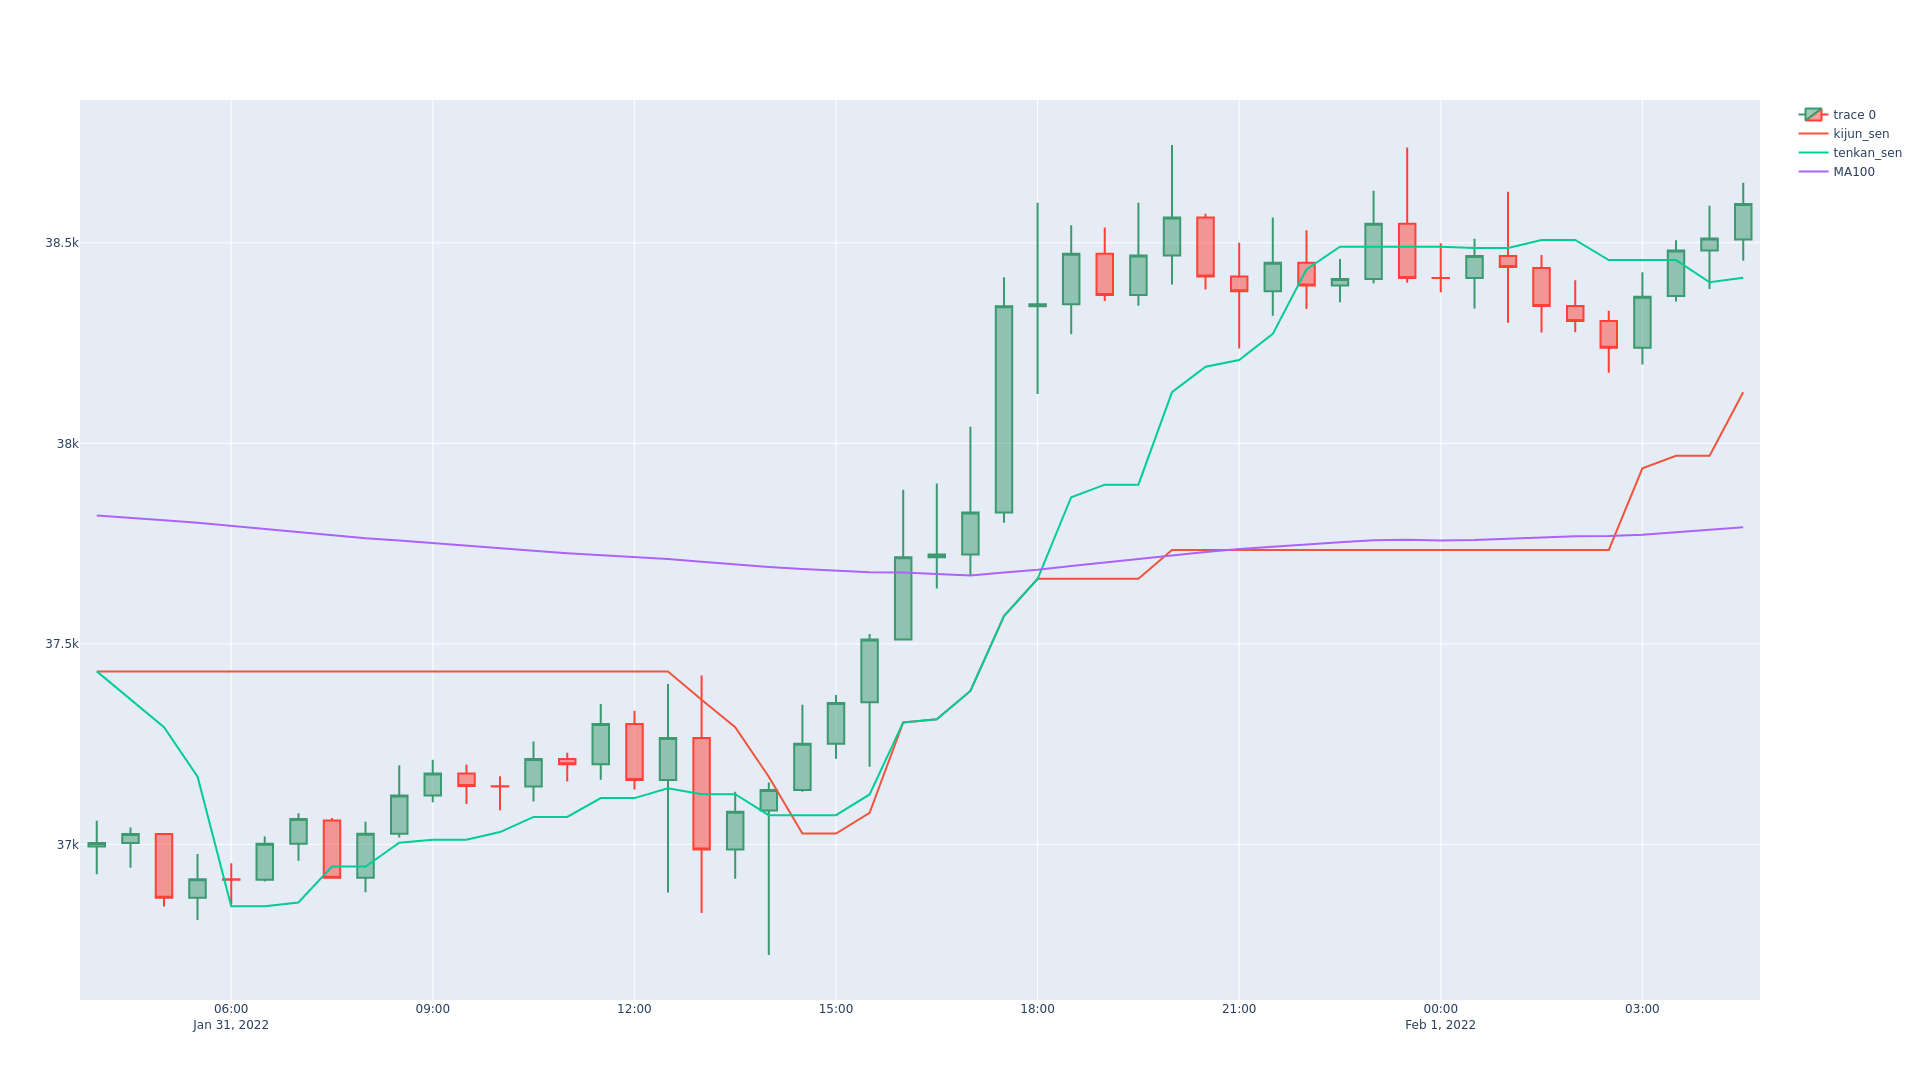 trace 0
kijun_sen
tenkan_sen
MA100
38.5k
38k
37.5k
37k
06:00
Jan 31, 2022
09:00
12:00
15:00
18:00
21:00
00:00
Feb 1, 2022
03:00